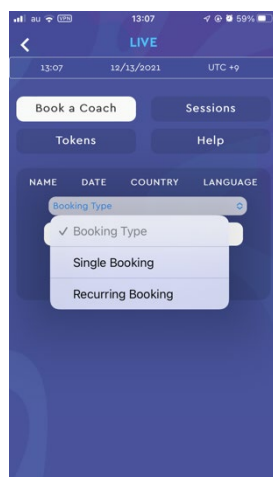 au VPN 13:07 59%
LIVE
13:07 12/13/2021 UTC +9
Book a Coach Sessions
Tokens Help
NAME DATE COUNTRY LANGUAGE
Booking Type
✓ Booking Type
Single Booking
Recurring Booking